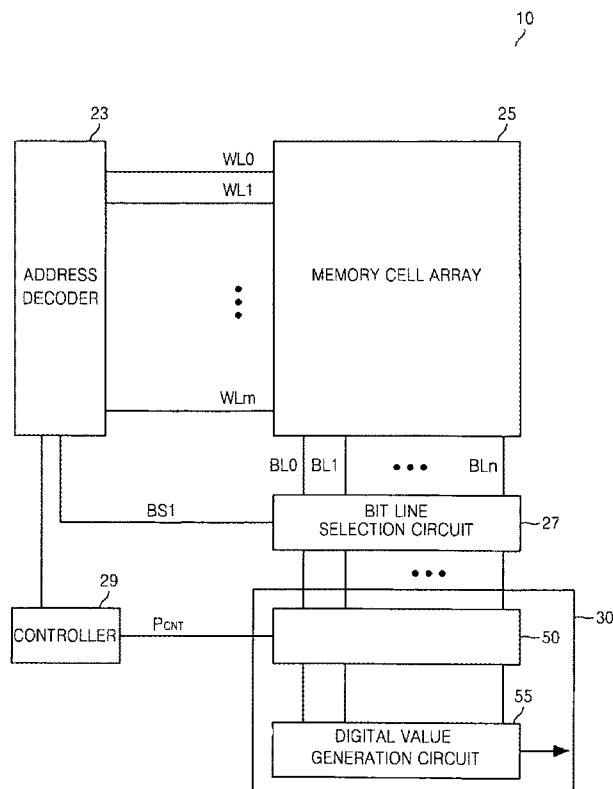 10
23
25
WL0
WL1
ADDRESS
DECODER
MEMORY CELL ARRAY
WLm
BL0
BL1
BLn
BS1
BIT LINE
SELECTION CIRCUIT
27
29
30
CONTROLLER
PCNT
50
55
DIGITAL VALUE
GENERATION CIRCUIT